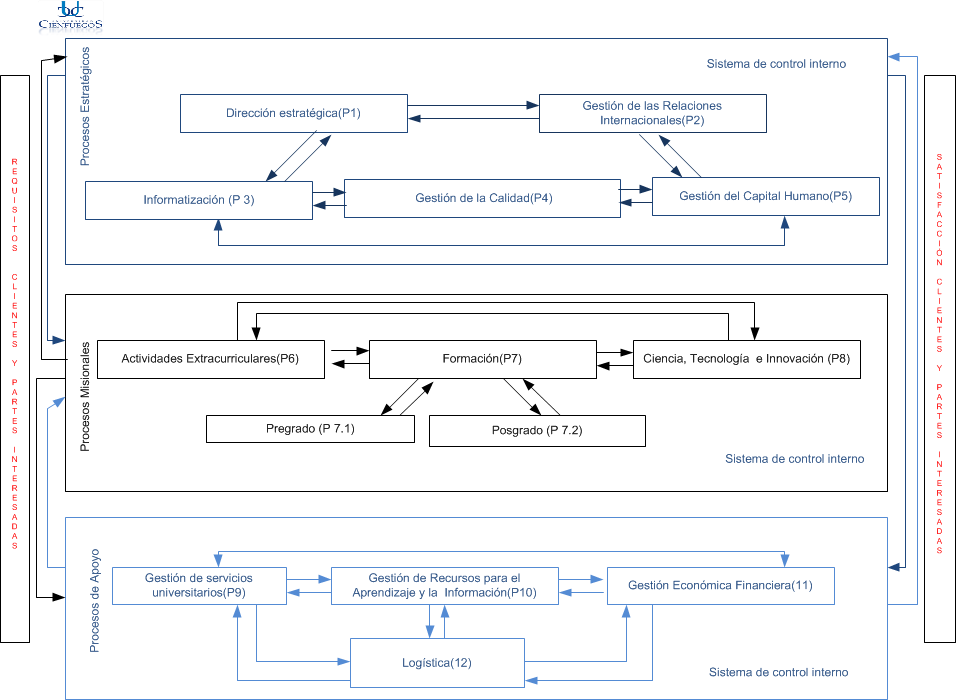 CIENFUEGOS
Procesos Estratégicos
Sistema de control interno
Dirección estratégica(P1)
Gestión de las Relaciones
Internacionales(P2)
Informatización (P 3)
Gestión de la Calidad(P4)
Gestión del Capital Humano(P5)
REQUISITOS CLIENTES Y PARTES INTERESADAS
SATISFACCIÓN CLIENTES Y PARTES INTERESADAS
Procesos Misionales
Actividades Extracurriculares(P6)
Formación(P7)
Ciencia, Tecnología e Innovación (P8)
Pregrado (P 7.1)
Posgrado (P 7.2)
Sistema de control interno
Procesos de Apoyo
Gestión de servicios
universitarios(P9)
Gestión de Recursos para el
Aprendizaje y la Información(P10)
Gestión Económica Financiera(11)
Logística(12)
Sistema de control interno